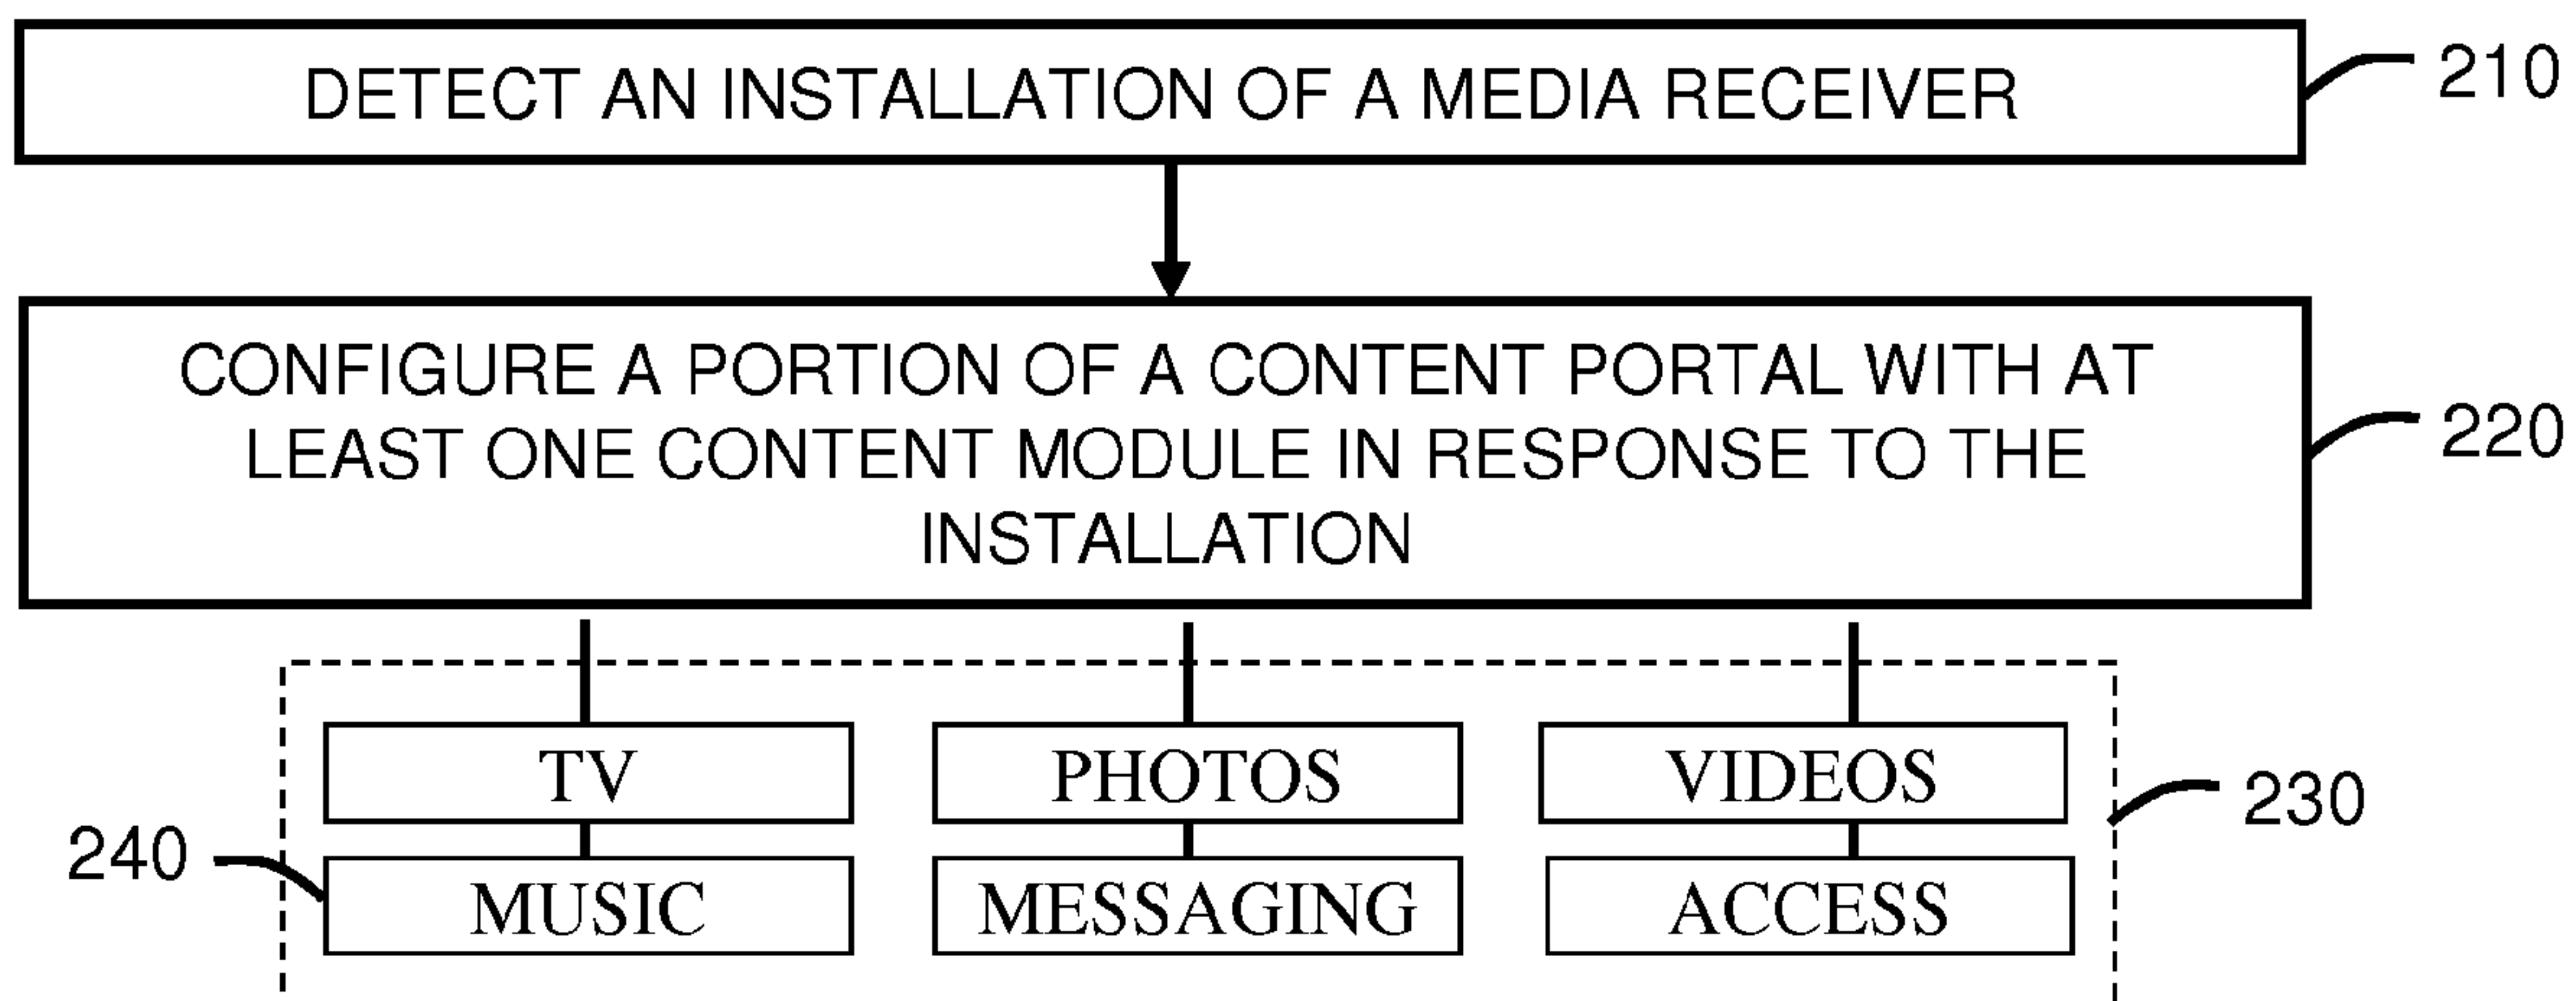 DETECT AN INSTALLATION OF A MEDIA RECEIVER
210
CONFIGURE A PORTION OF A CONTENT PORTAL WITH AT
LEAST ONE CONTENT MODULE IN RESPONSE TO THE
INSTALLATION
220
TV
PHOTOS
VIDEOS
230
240
MUSIC
MESSAGING
ACCESS